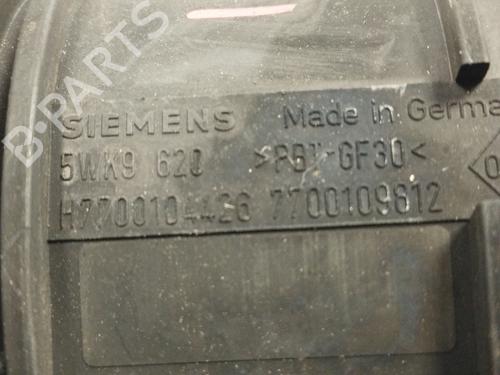 B-PARTS
SIEMENS Made in Germa
5WK9 620 >PBT-GF30<
H7700104426 7700109812